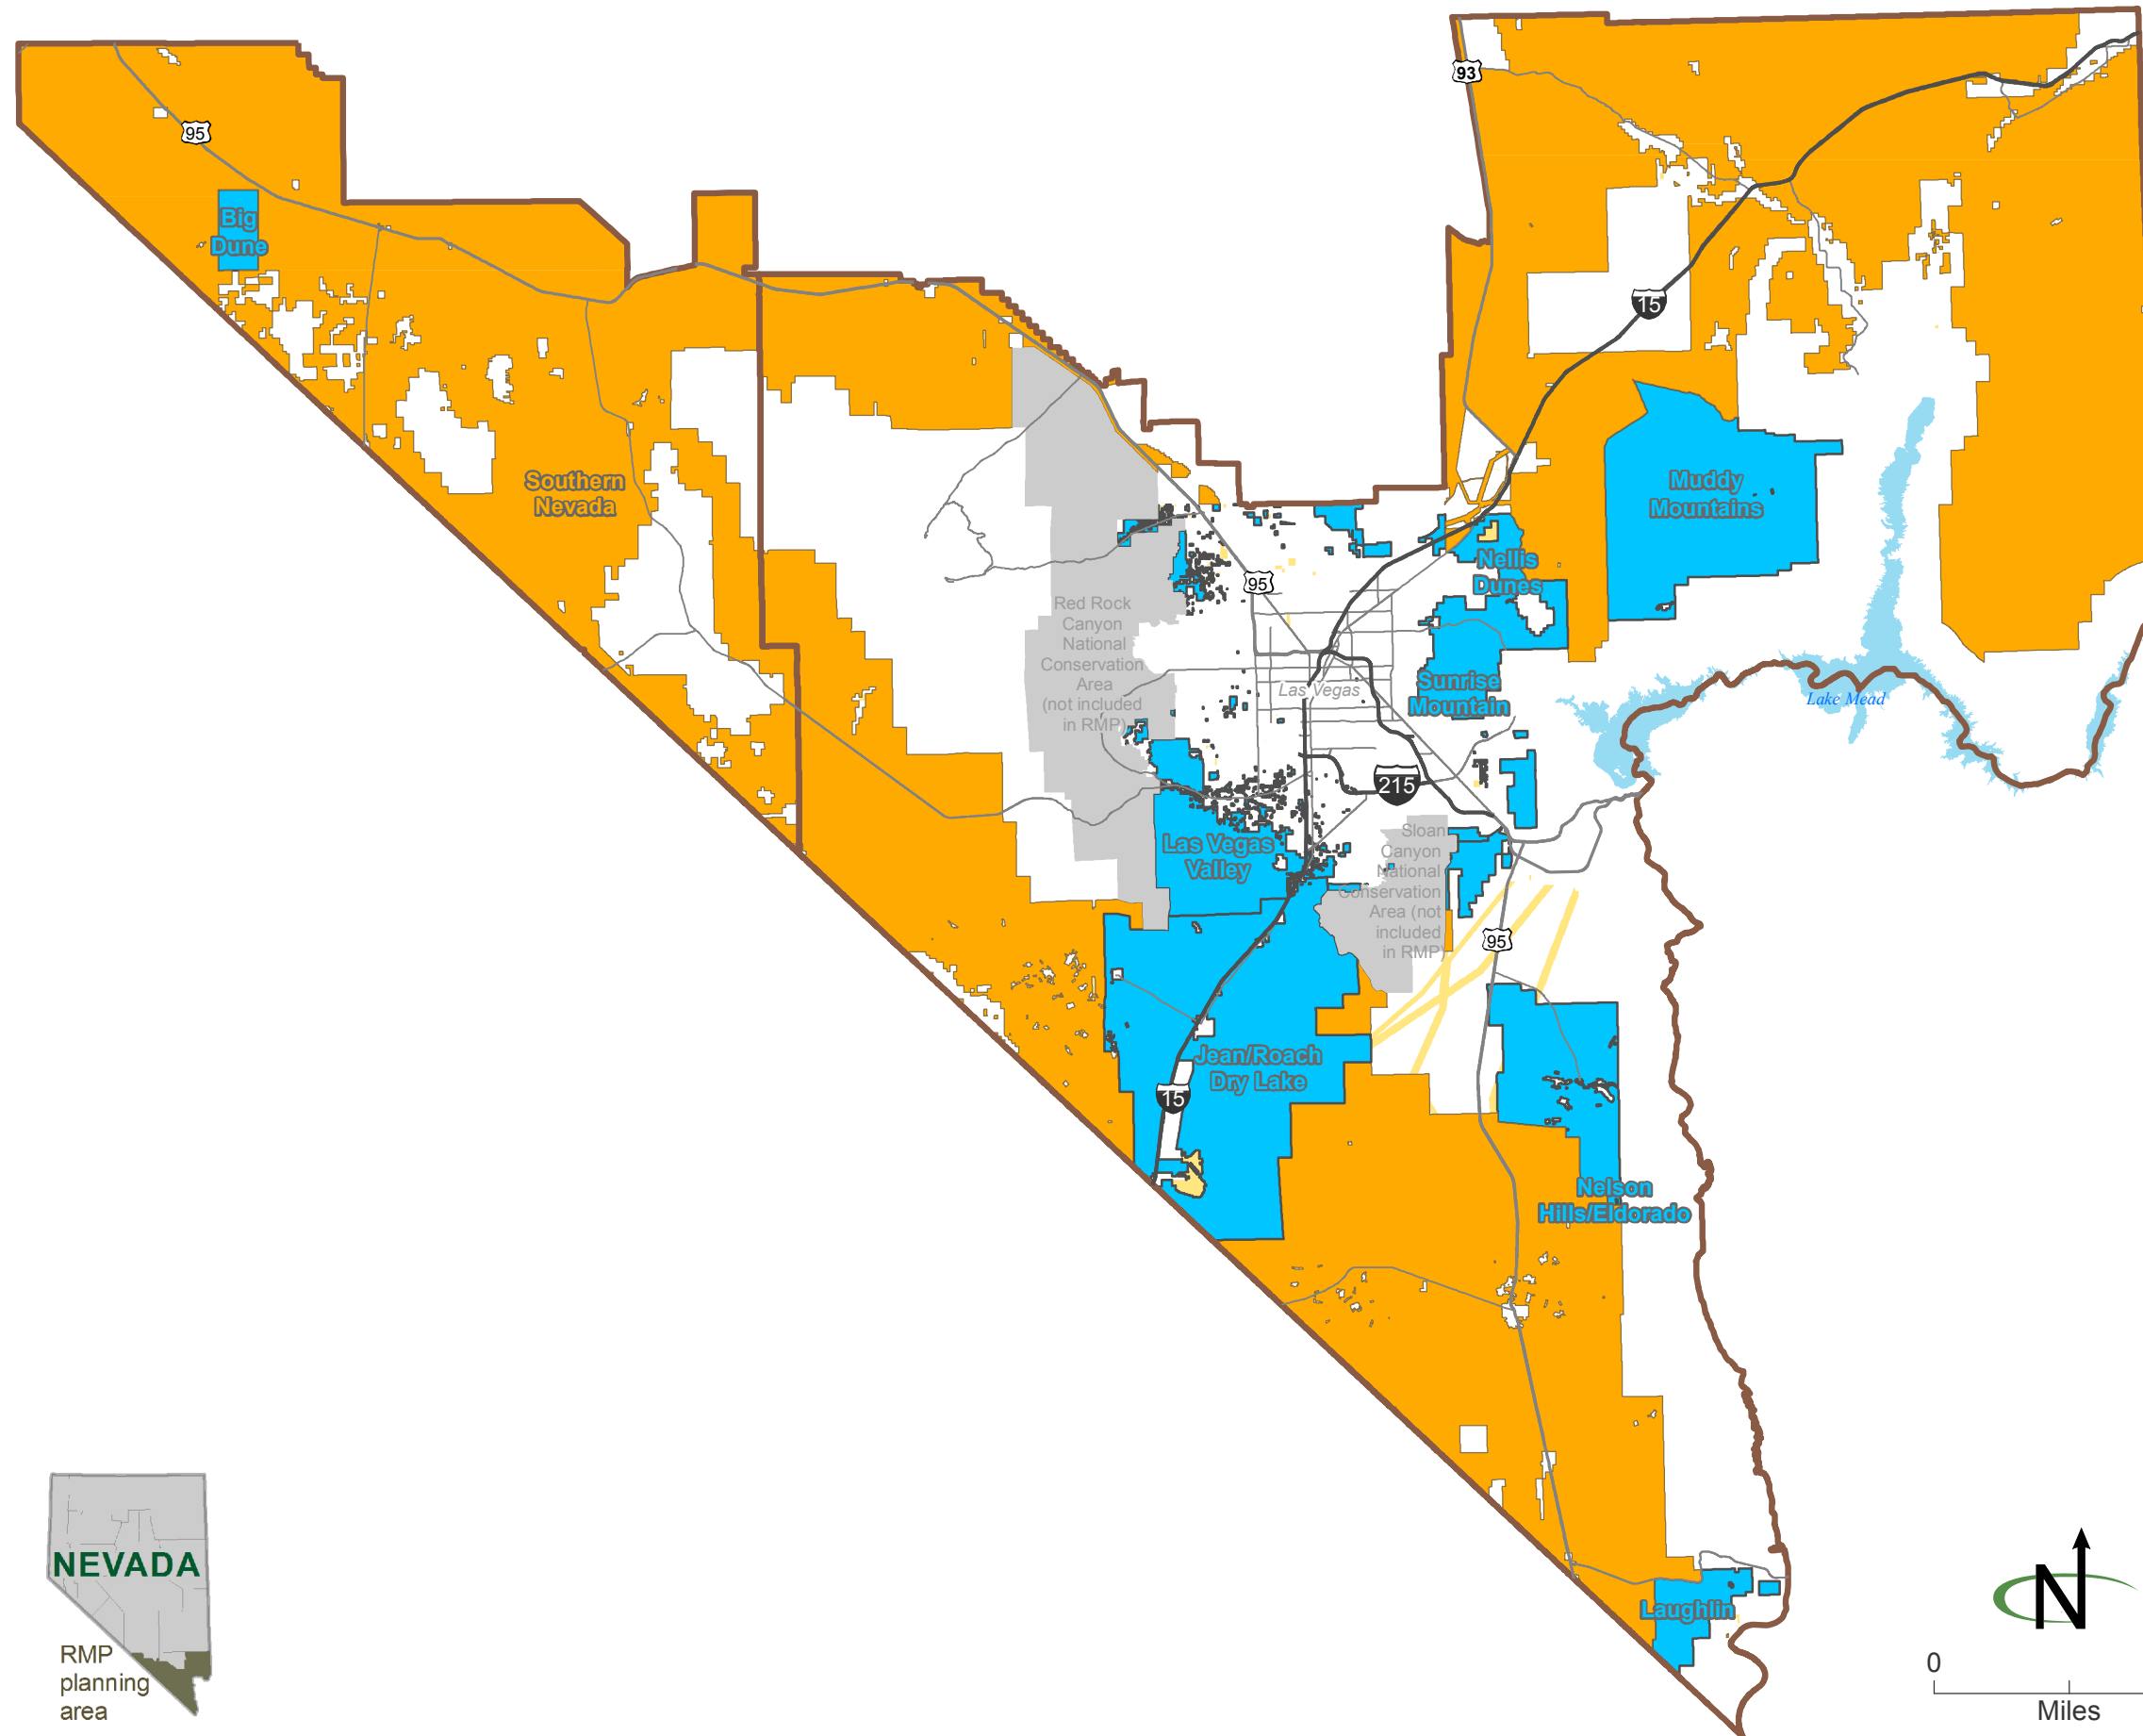 93
95
Big
Dune
15
Southern
Nevada
Muddy
Mountains
Nellis
Dunes
95
Red Rock
Canyon
National
Conservation
Area
(not included
in RMP)
Las Vegas
Sunrise
Mountain
Lake Mead
215
Las Vegas
Valley
Sloan
Canyon
National
Conservation
Area (not
included
in RMP)
95
Jean/Roach
Dry Lake
15
Nelson
Hills/Eldorado
NEVADA
RMP
planning
area
Laughlin
N
0
Miles